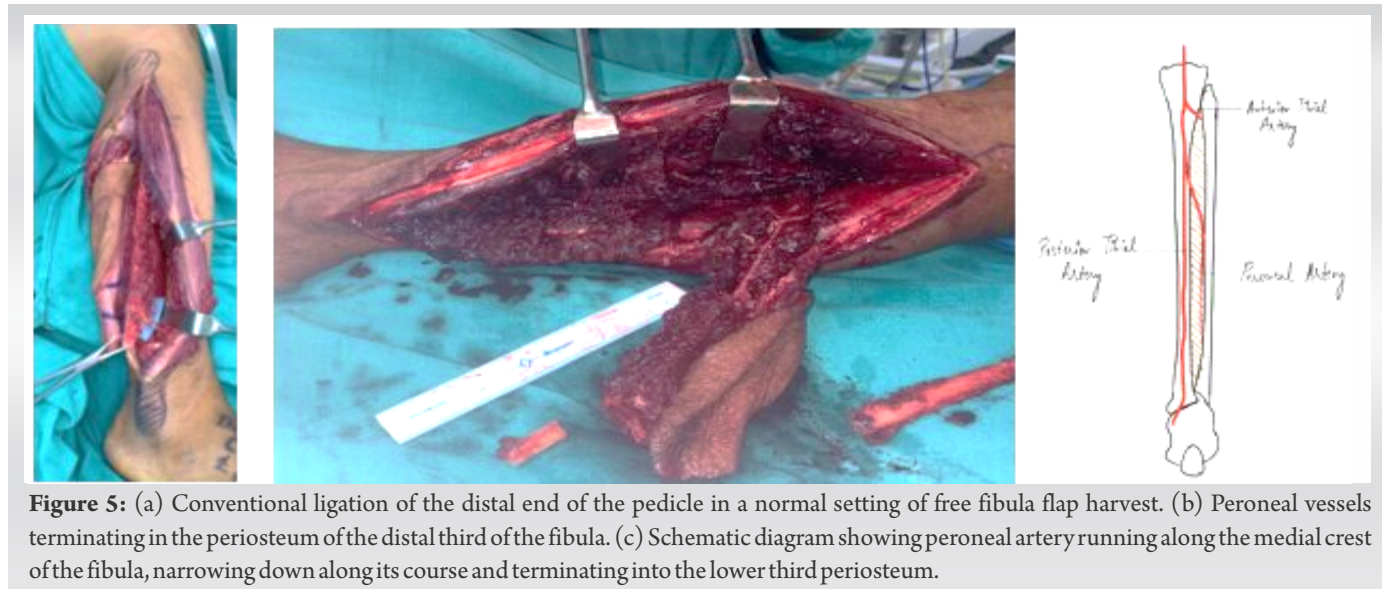 Anterior Tibial
Artery
Posterior Tibial
Artery
Peroneal Artery
Figure 5: (a) Conventional ligation of the distal end of the pedicle in a normal setting of free fibula flap harvest. (b) Peroneal vessels
terminating in the periosteum of the distal third of the fibula. (c) Schematic diagram showing peroneal artery running along the medial crest
of the fibula, narrowing down along its course and terminating into the lower third periosteum.